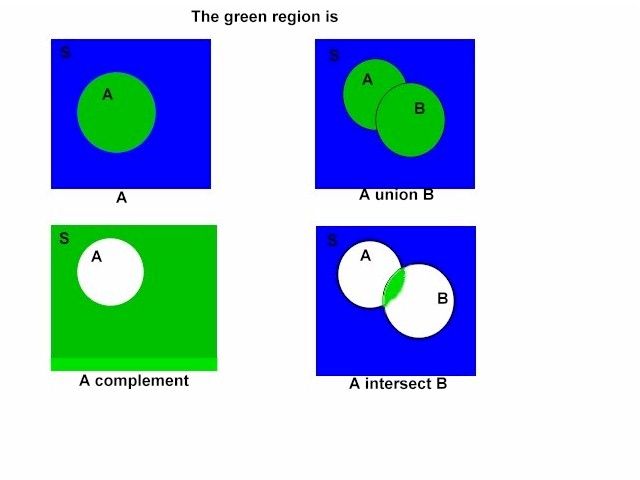 The green region is
S
A
A
S
A
B
A union B
S
A
A complement
S
A
B
A intersect B